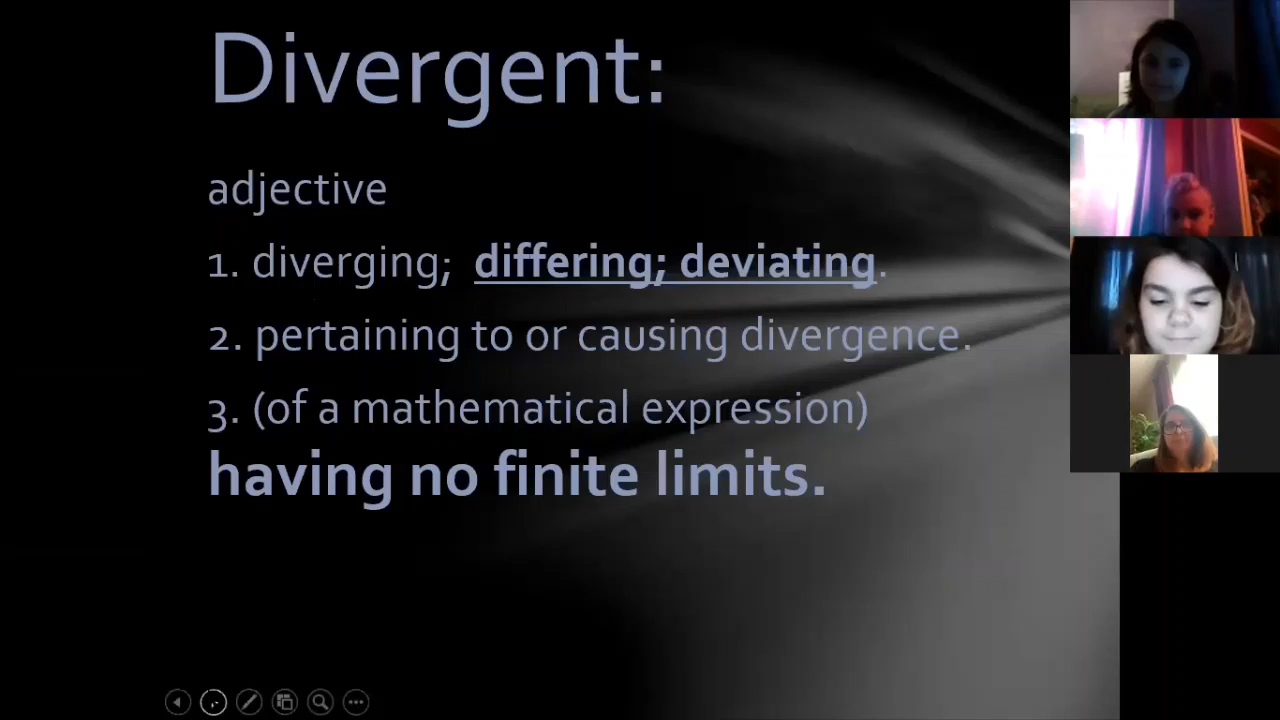 Divergent:
adjective
1. diverging; differing; deviating.
2. pertaining to or causing divergence.
3. (of a mathematical expression)
having no finite limits.